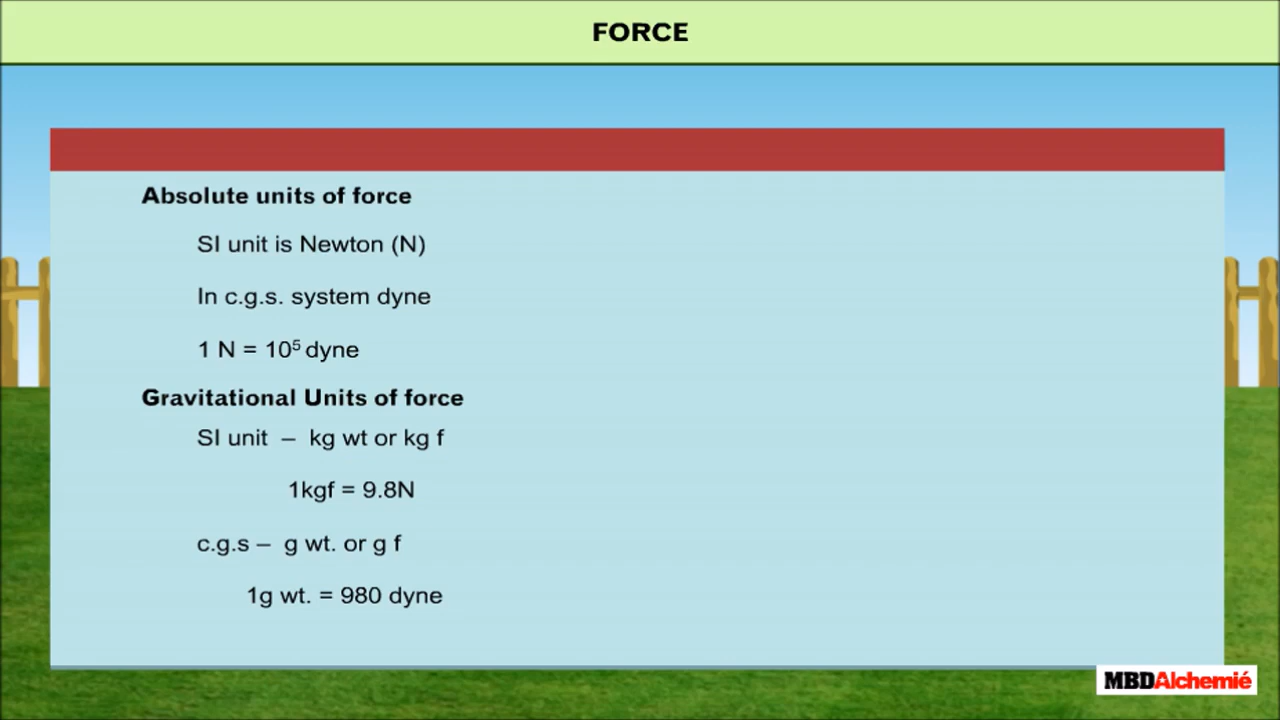 FORCE
Absolute units of force
SI unit is Newton (N)
In c.g.s. system dyne
1 N = 10⁵ dyne
Gravitational Units of force
SI unit – kg wt or kg f
1kgf = 9.8N
c.g.s – g wt. or g f
1g wt. = 980 dyne
MBDAlchemié